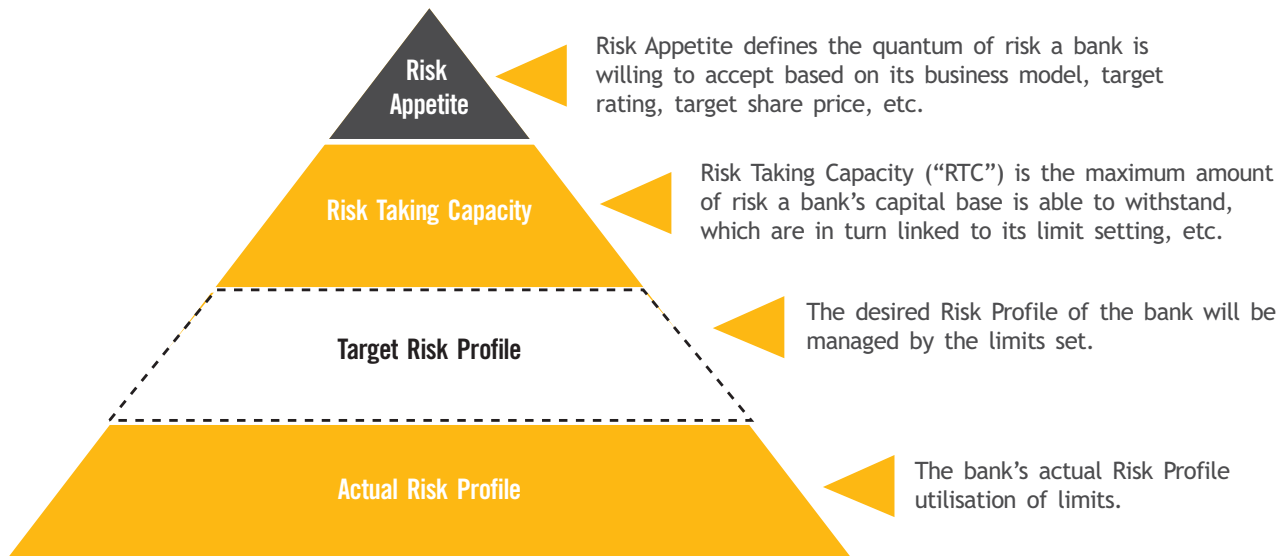 Risk
Appetite
Risk Appetite defines the quantum of risk a bank is
willing to accept based on its business model, target
rating, target share price, etc.
Risk Taking Capacity
Risk Taking Capacity (“RTC”) is the maximum amount
of risk a bank’s capital base is able to withstand,
which are in turn linked to its limit setting, etc.
Target Risk Profile
The desired Risk Profile of the bank will be
managed by the limits set.
Actual Risk Profile
The bank’s actual Risk Profile
utilisation of limits.